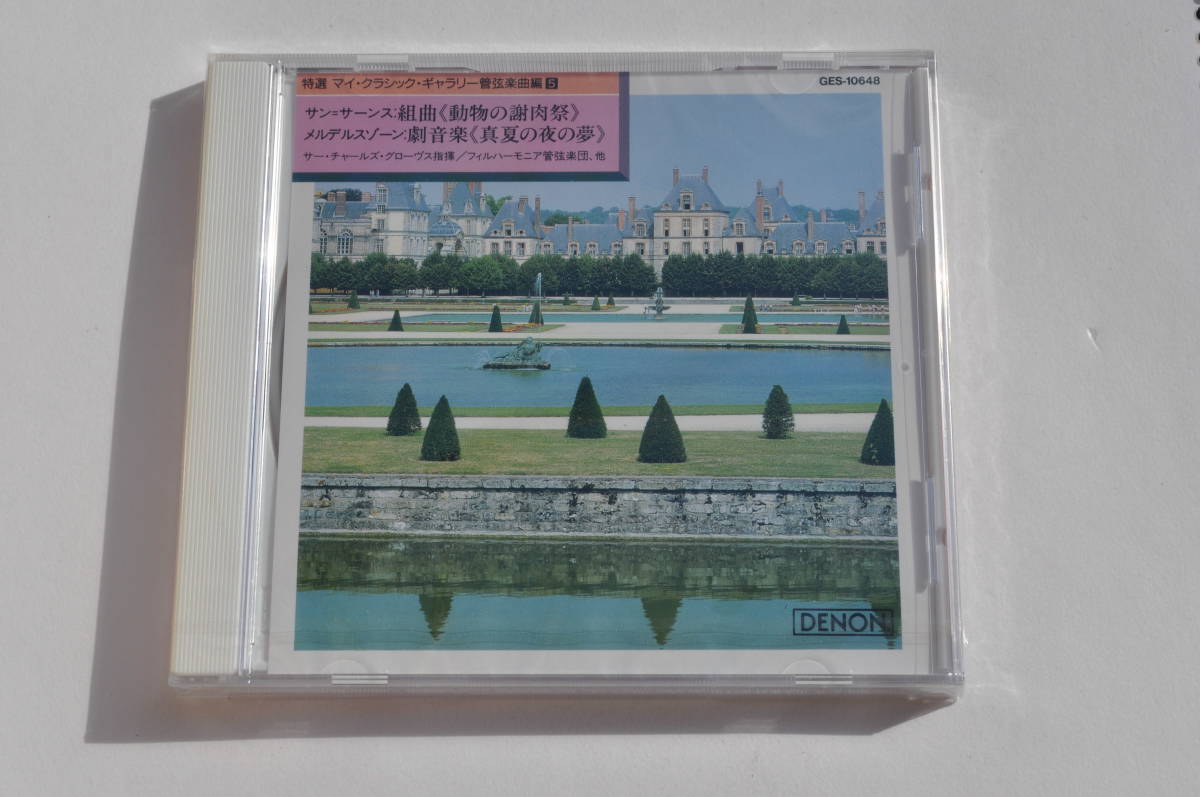 特選 マイ・クラシック・ギャラリー管弦楽曲編 5
GES-10648
サン=サーンス:組曲《動物の謝肉祭》
メルデルスゾーン:劇音楽《真夏の夜の夢》
サー・チャールズ・グローヴス指揮/フィルハーモニア管弦楽団、他
DENON